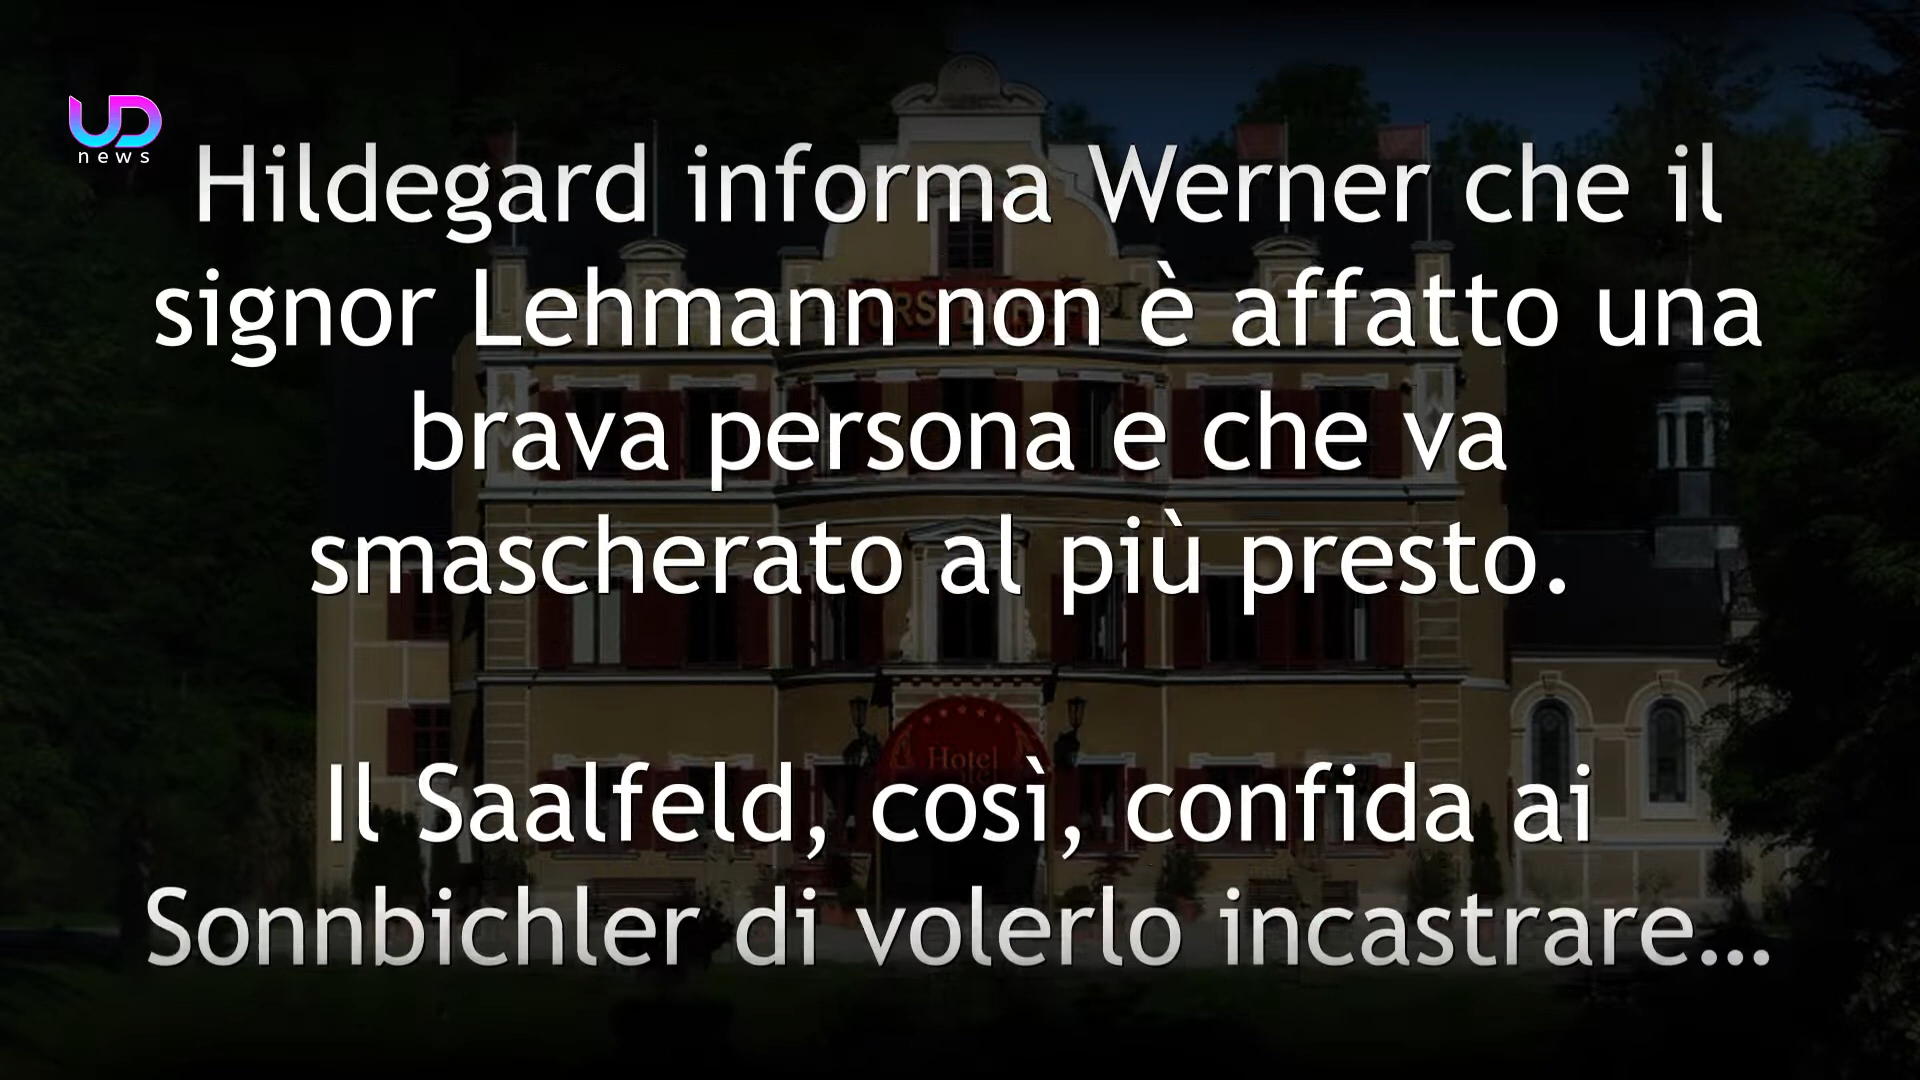 UD
news
Hildegard informa Werner che il
signor Lehmann non è affatto una
brava persona e che va
smascherato al più presto.
Il Saalfeld, così, confida ai
Sonnbichler di volerlo incastrare...
Hotel